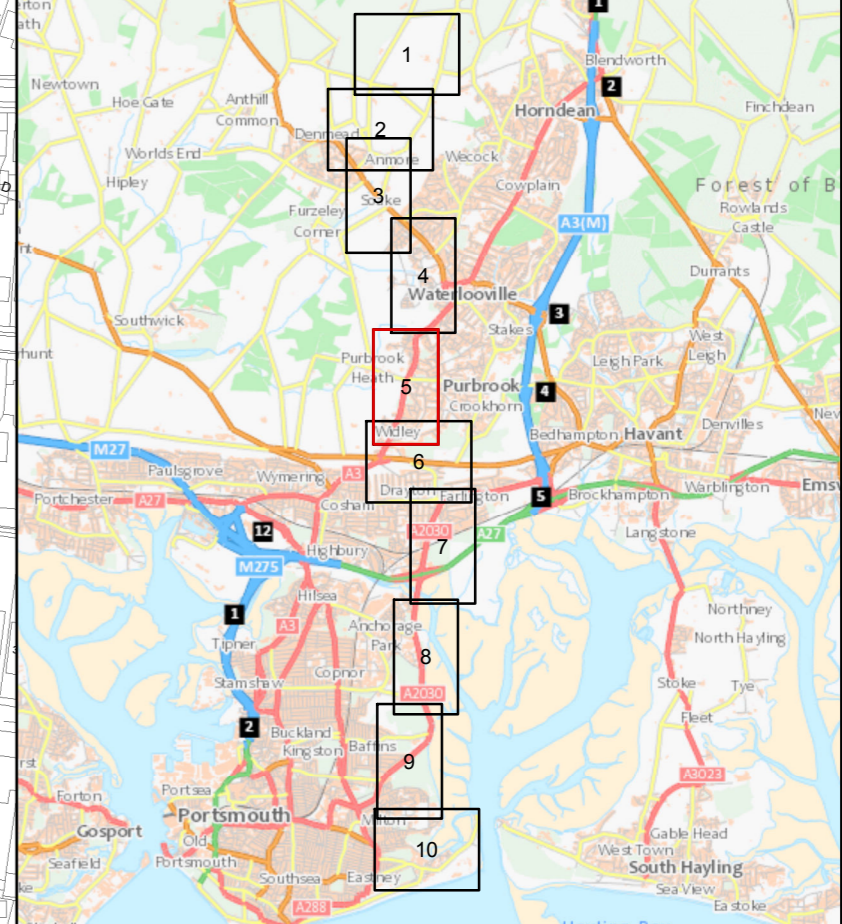 erton
ath
1
1
Newtown
Blendworth
2
Hoe Gate
Anthill
Common
Horndean
Finchdean
2
Denmead
Anmore
Wecock
Worlds End
Hipley
Cowplain
Forest of B
D
3
Soake
Rowlands
Castle
Furzeley
Corner
A3(M)
4
Durrants
Waterlooville
Southwick
3
Stakes
West
Leigh
Purbrook
Heath
Leigh Park
5
Purbrook
4
Crookhorn
Denvilles
New
Widley
Bedhampton
Havant
M27
6
Paulsgrove
Wymering
A3
Drayton
Farlington
5
Brockhampton
Warblington
Emsw
Portchester
A27
Cosham
12
A2030
A27
Langstone
7
Highbury
M275
Hilsea
1
A3
Anchorage
Park
Northney
North Hayling
Tipner
8
Copnor
Stoke
Tye
Stamshaw
A2030
Fleet
2
Buckland
Kingston
Baffins
9
A3023
Portsea
Forton
Portsmouth
Milton
Gosport
Old
Portsmouth
10
Gable Head
West Town
South Hayling
Seafield
Southsea
Eastney
Sea View
A288
Eastoke